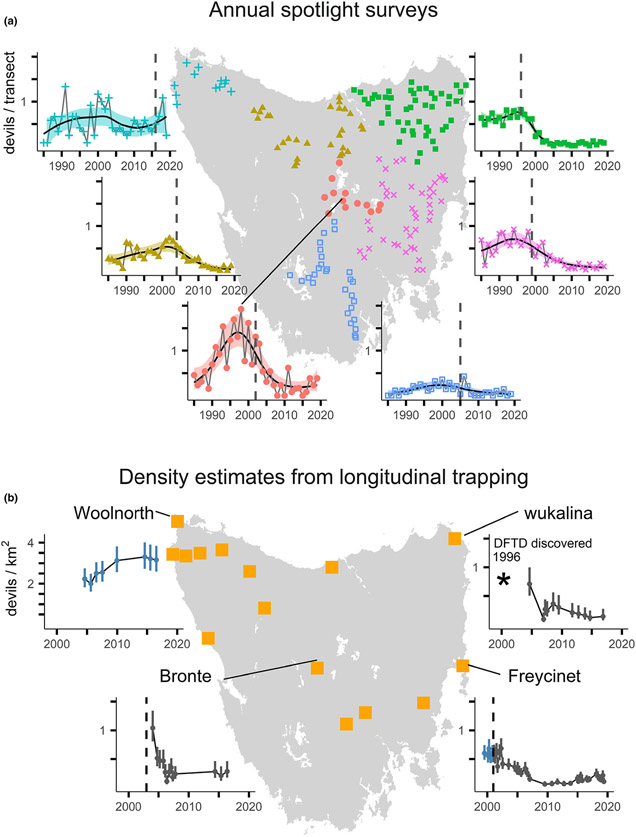 Annual spotlight surveys
(a)
devils / transect
1
1990 2000 2010 2020
1
1990 2000 2010 2020
1
1990 2000 2010 2020
1
1990 2000 2010 2020
1
1990 2000 2010 2020
1
1990 2000 2010 2020
Density estimates from longitudinal trapping
(b)
Woolnorth
wukalina
devils / km2
4
2
2000 2010 2020
DFTD discovered
1996
*
1
2000 2010 2020
Bronte
Freycinet
1
2000 2010 2020
1
2000 2010 2020